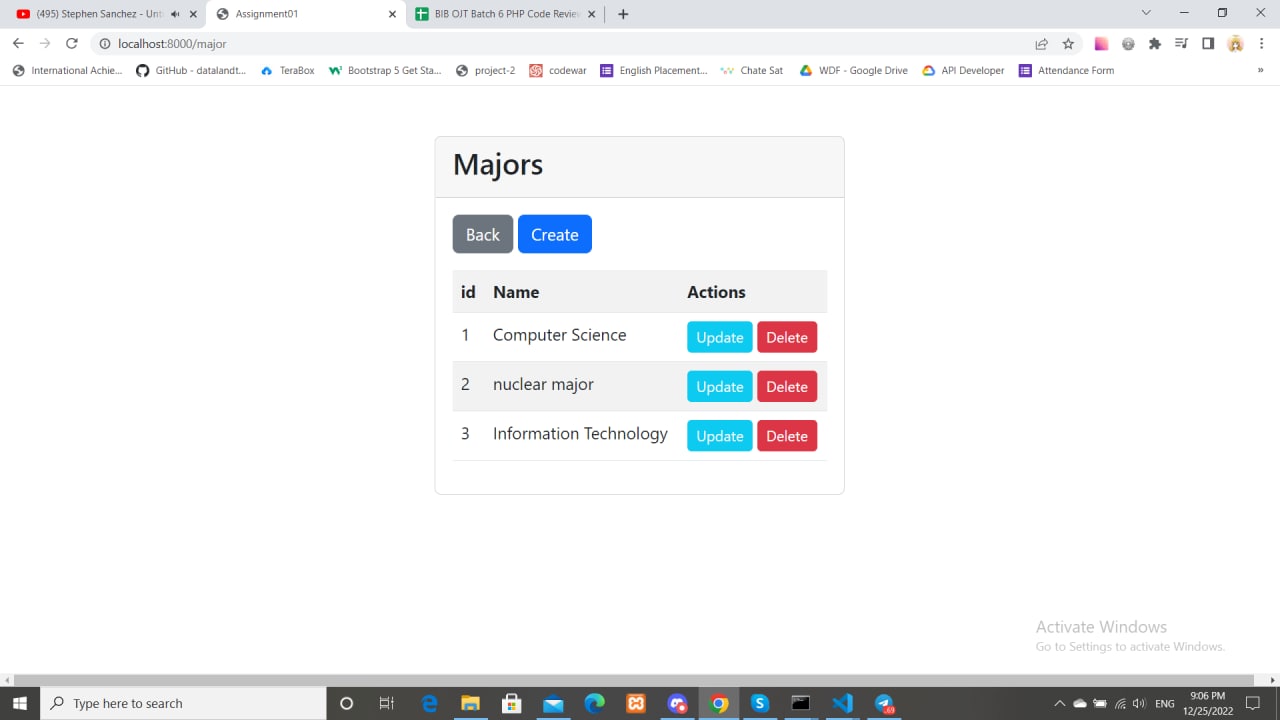 (495) Stephen Sanchez - Unt
Assignment01
BIB OJT Batch 6 PHP Code Review
localhost:8000/major
International Achie...
GitHub - datalandt...
TeraBox
Bootstrap 5 Get Sta...
project-2
codewar
English Placement...
Chate Sat
WDF - Google Drive
API Developer
Attendance Form
»
Majors
Back Create
id Name Actions
1 Computer Science Update Delete
2 nuclear major Update Delete
3 Information Technology Update Delete
Activate Windows
Go to Settings to activate Windows.
Type here to search
ENG
9:06 PM
12/25/2022